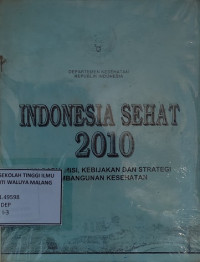 DEPARTEMEN KESEHATAN
REPUBLIK INDONESIA
INDONESIA SEHAT
2010
VISI, MISI, KEBIJAKAN DAN STRATEGI
PEMBANGUNAN KESEHATAN
SEKOLAH TINGGI ILMU
WALUYA MALANG
DEP